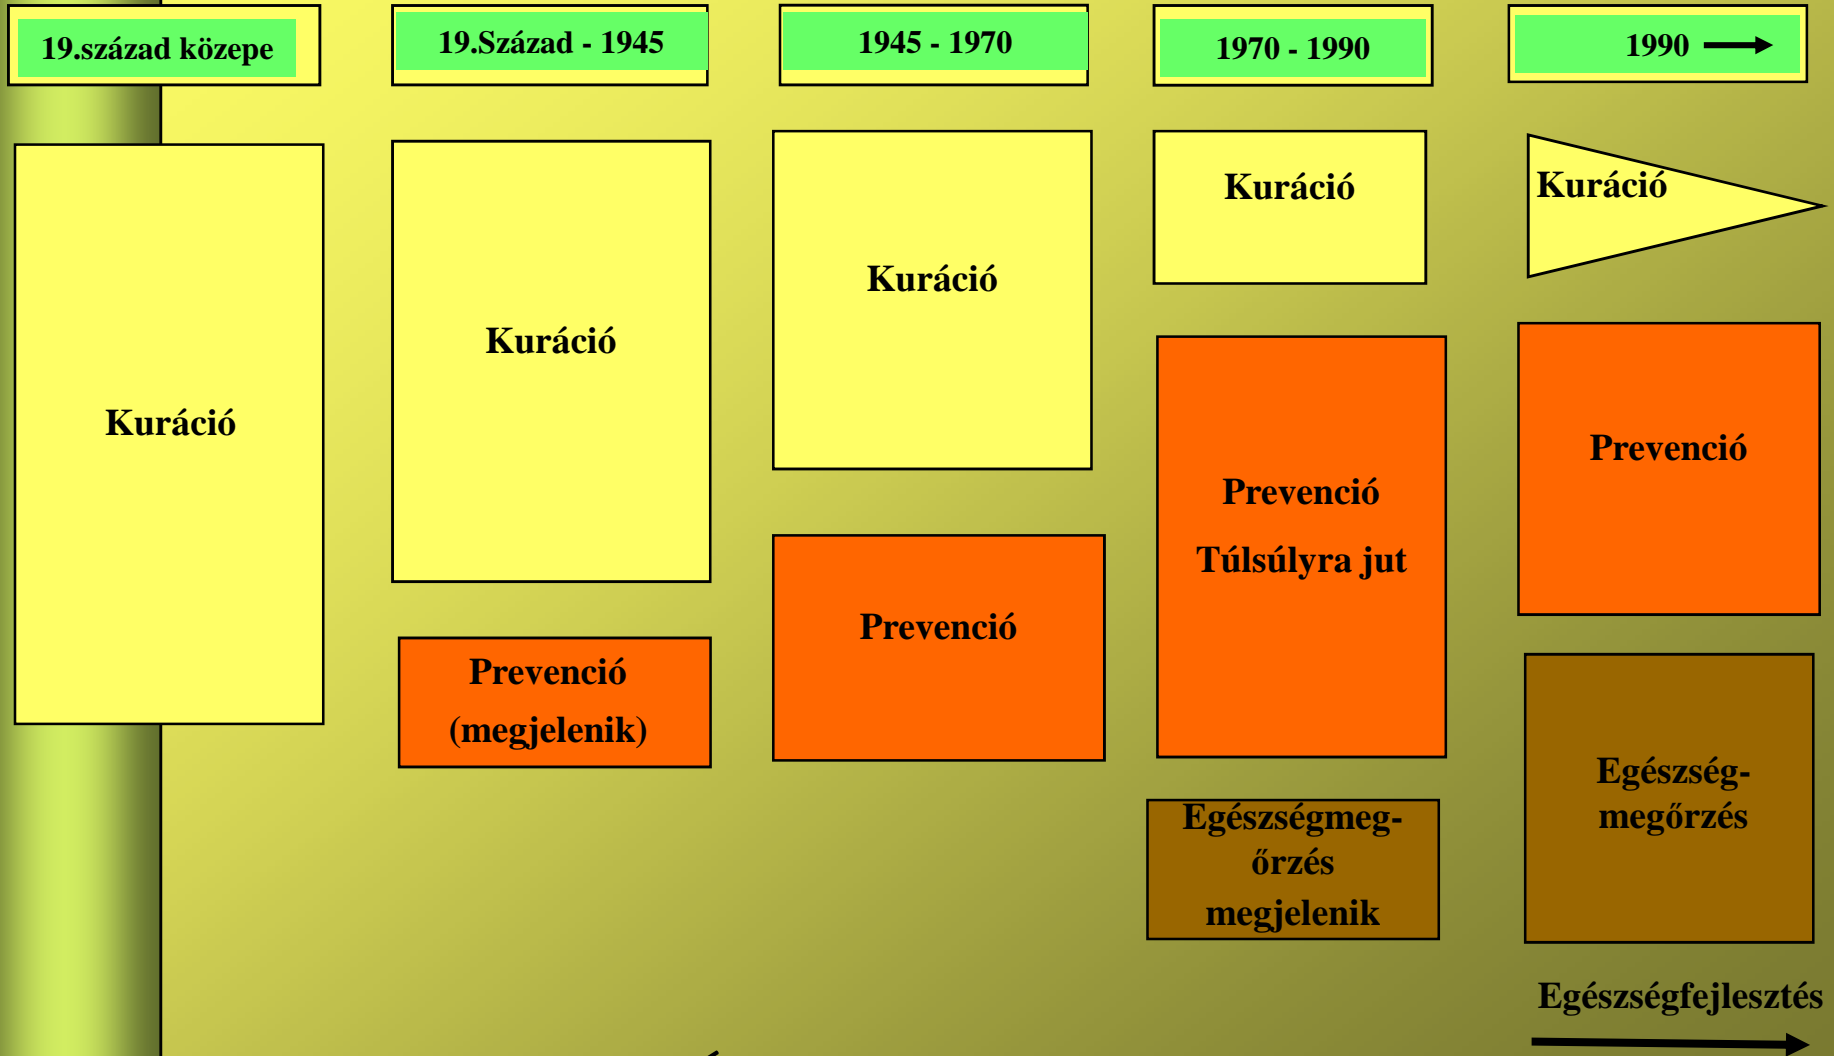 19.század közepe
19.Század - 1945
1945 - 1970
1970 - 1990
1990
Kuráció
Kuráció
Prevenció
(megjelenik)
Kuráció
Prevenció
Kuráció
Prevenció
Túlsúlyra jut
Egészségmeg-
őrzés
megjelenik
Kuráció
Prevenció
Egészség-
megőrzés
Egészségfejlesztés